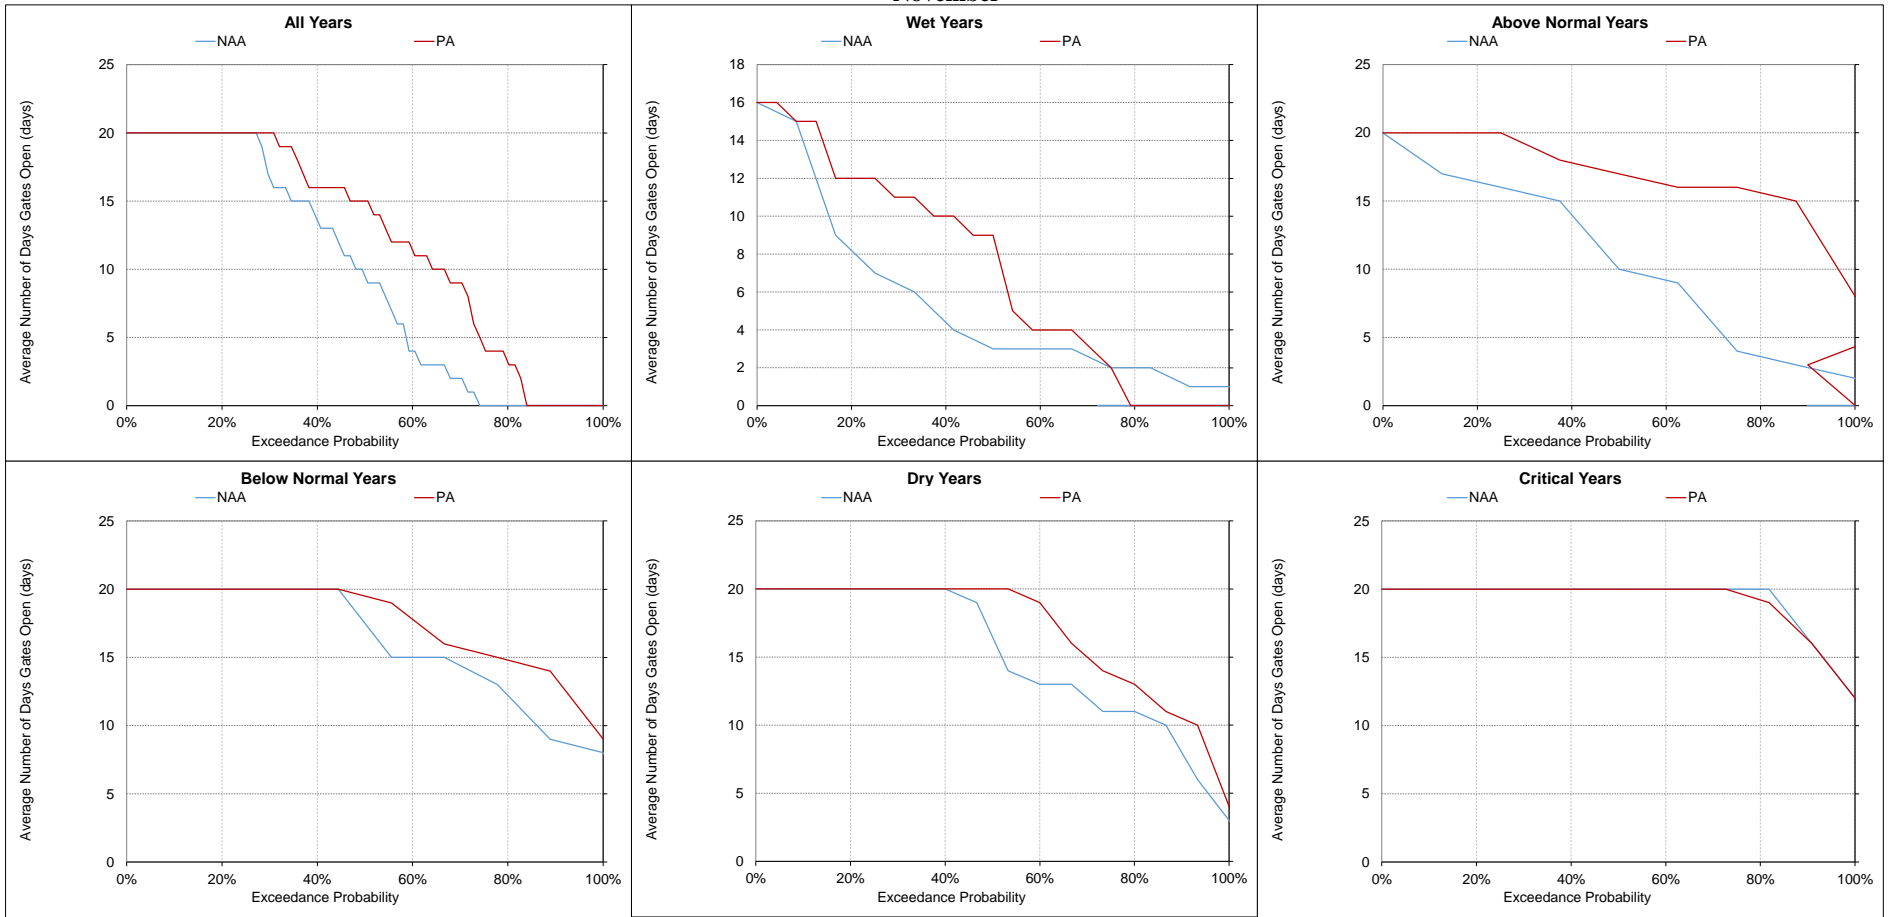 All Years
NAA PA
Average Number of Days Gates Open (days)
25
20
15
10
5
0
0% 20% 40% 60% 80% 100%
Exceedance Probability
Wet Years
NAA PA
Average Number of Days Gates Open (days)
18
16
14
12
10
8
6
4
2
0
0% 20% 40% 60% 80% 100%
Exceedance Probability
Above Normal Years
NAA PA
Average Number of Days Gates Open (days)
25
20
15
10
5
0
0% 20% 40% 60% 80% 100%
Exceedance Probability
Below Normal Years
NAA PA
Average Number of Days Gates Open (days)
25
20
15
10
5
0
0% 20% 40% 60% 80% 100%
Exceedance Probability
Dry Years
NAA PA
Average Number of Days Gates Open (days)
25
20
15
10
5
0
0% 20% 40% 60% 80% 100%
Exceedance Probability
Critical Years
NAA PA
Average Number of Days Gates Open (days)
25
20
15
10
5
0
0% 20% 40% 60% 80% 100%
Exceedance Probability